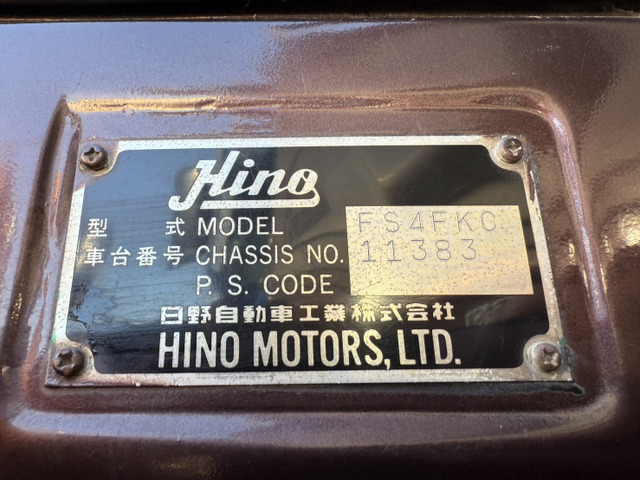 Hino
型 式 MODEL FS4FKC
車台番号 CHASSIS NO. 11383
P. S. CODE
日野自動車工業株式会社
HINO MOTORS, LTD.